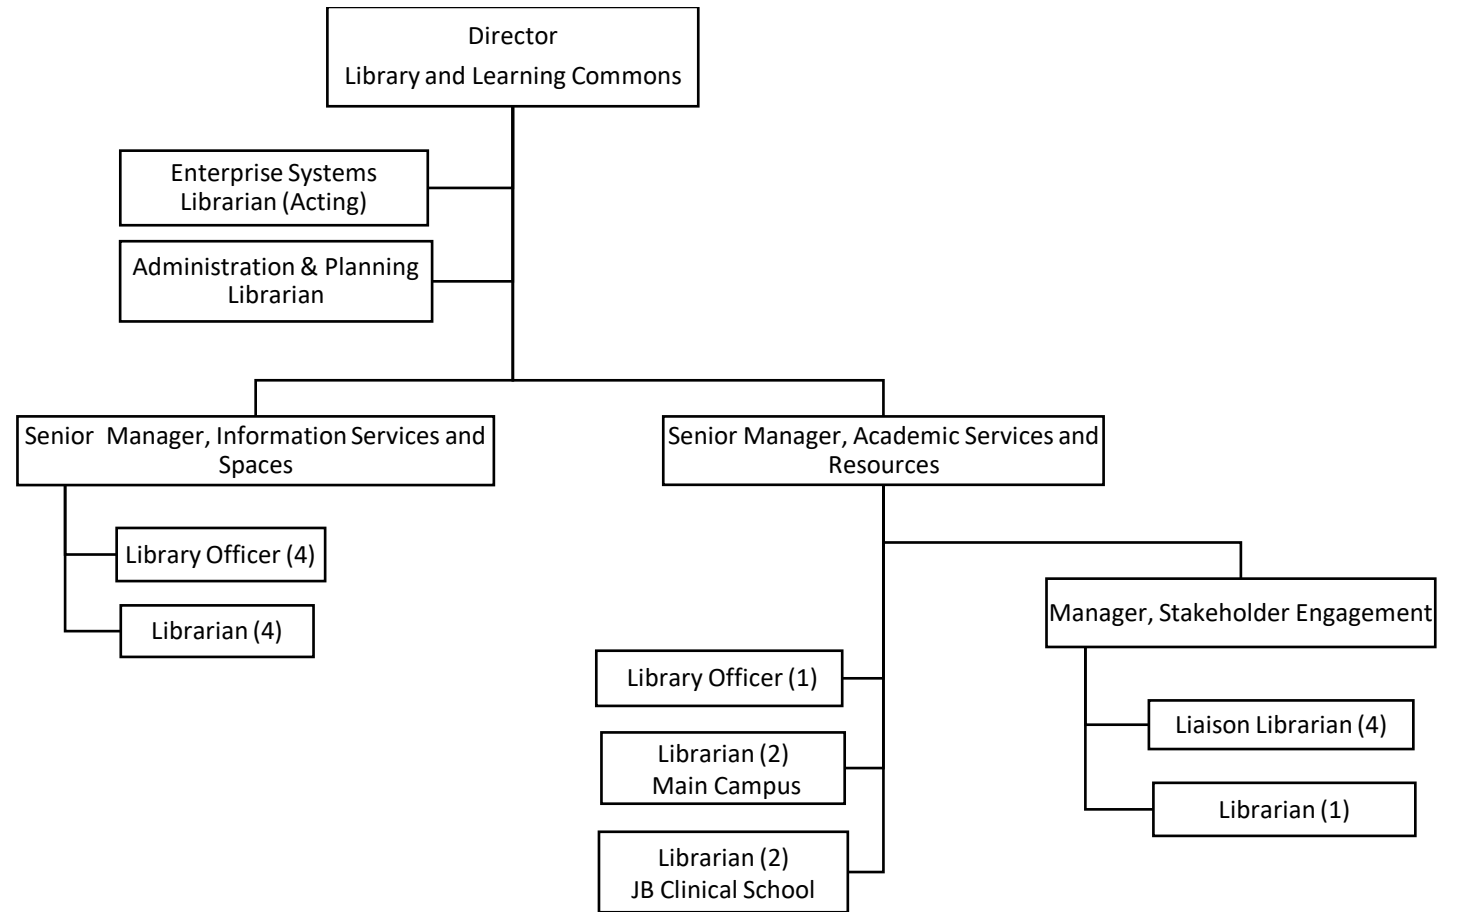 Director
Library and Learning Commons
Enterprise Systems
Librarian (Acting)
Administration & Planning
Librarian
Senior Manager, Information Services and
Spaces
Senior Manager, Academic Services and
Resources
Library Officer (4)
Librarian (4)
Manager, Stakeholder Engagement
Library Officer (1)
Librarian (2)
Main Campus
Librarian (2)
JB Clinical School
Liaison Librarian (4)
Librarian (1)